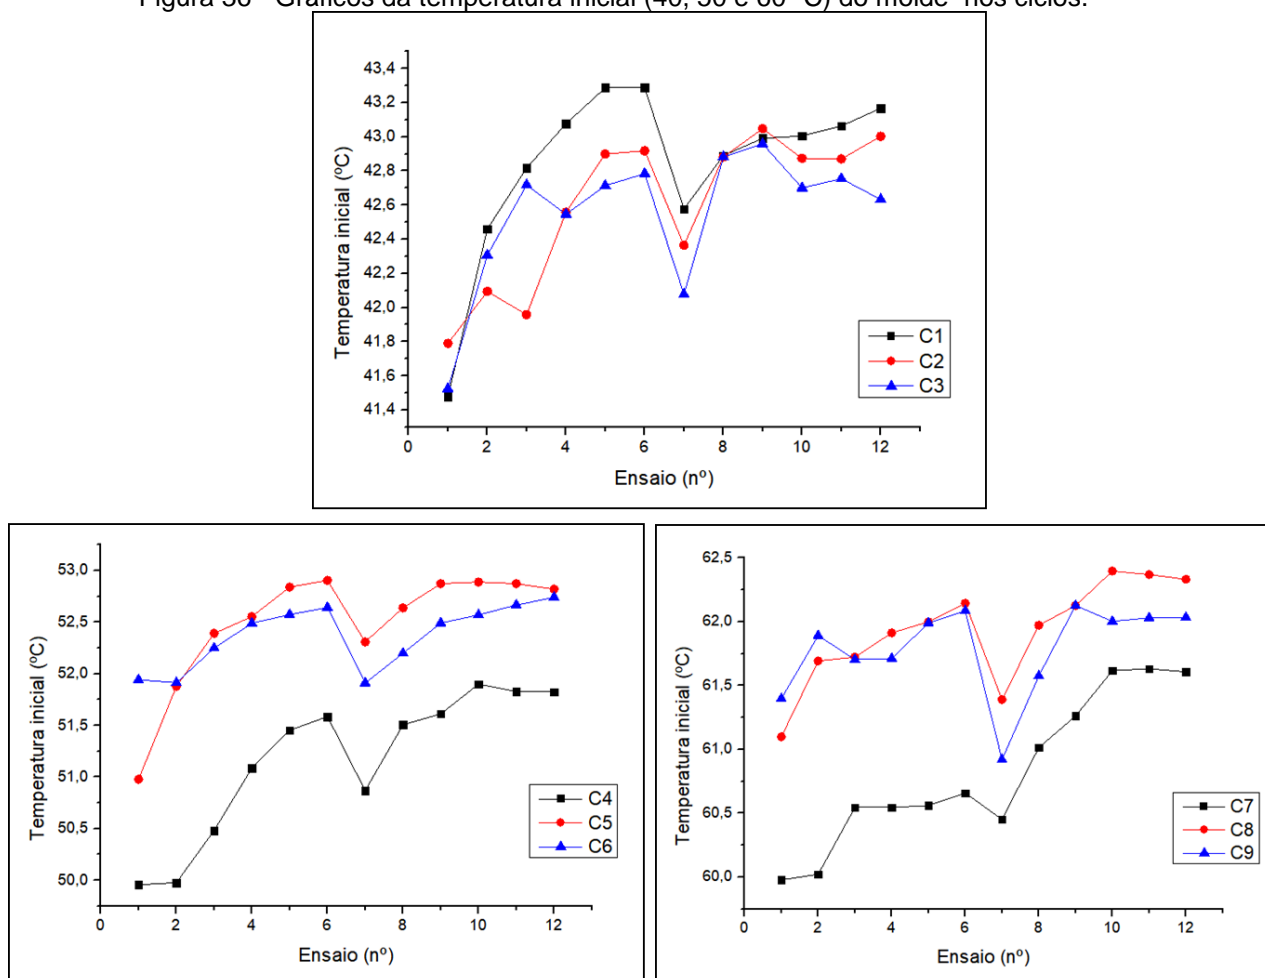 Figura 36 - Gráficos da temperatura inicial (40, 50 e 60 ºC) do molde nos ciclos.
43,4
43,2
43,0
42,8
42,6
42,4
42,2
42,0
41,8
41,6
41,4
Temperatura inicial (ºC)
C1
C2
C3
0 2 4 6 8 10 12
Ensaio (nº)
53,0
52,5
52,0
51,5
51,0
50,5
50,0
Temperatura inicial (ºC)
C4
C5
C6
0 2 4 6 8 10 12
Ensaio (nº)
62,5
62,0
61,5
61,0
60,5
60,0
Temperatura inicial (ºC)
C7
C8
C9
0 2 4 6 8 10 12
Ensaio (nº)